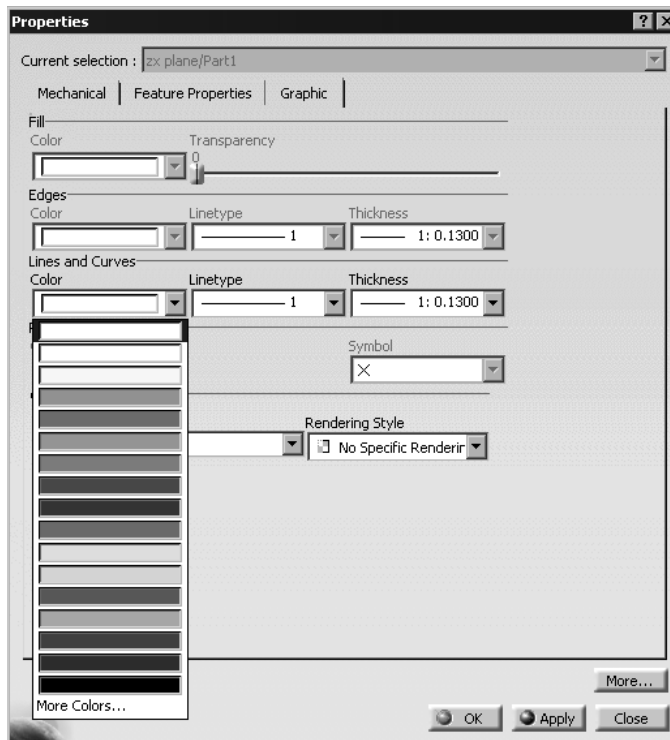 Properties
Current selection : zx plane/Part1
Mechanical Feature Properties Graphic
Fill
Color Transparency
0
Edges
Color Linetype Thickness
1 1: 0.1300
Lines and Curves
Color Linetype Thickness
1 1: 0.1300
Symbol
Rendering Style
No Specific Renderin
More Colors...
More...
OK Apply Close